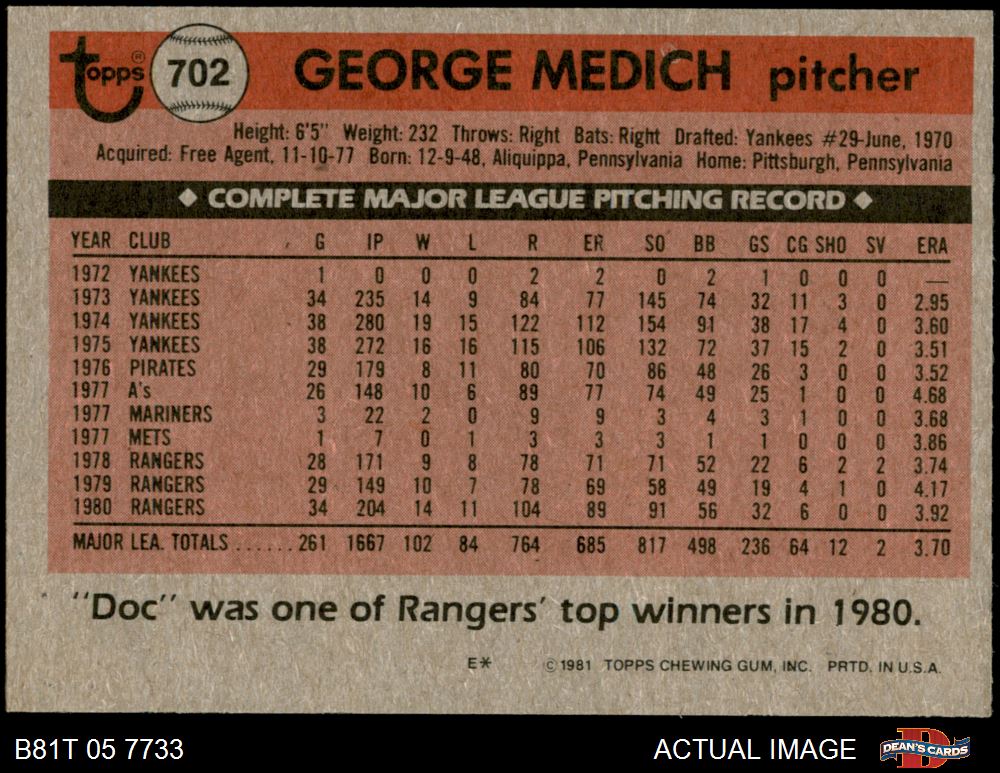 topps®
702
GEORGE MEDICH pitcher
Height: 6'5" Weight: 232 Throws: Right Bats: Right Drafted: Yankees #29-June, 1970
Acquired: Free Agent, 11-10-77 Born: 12-9-48, Aliquippa, Pennsylvania Home: Pittsburgh, Pennsylvania
◆ COMPLETE MAJOR LEAGUE PITCHING RECORD ◆
YEAR CLUB G IP W L R ER SO BB GS CG SHO SV ERA
1972 YANKEES 1 0 0 0 2 2 0 2 1 0 0 0 —
1973 YANKEES 34 235 14 9 84 77 145 74 32 11 3 0 2.95
1974 YANKEES 38 280 19 15 122 112 154 91 38 17 4 0 3.60
1975 YANKEES 38 272 16 16 115 106 132 72 37 15 2 0 3.51
1976 PIRATES 29 179 8 11 80 70 86 48 26 3 0 0 3.52
1977 A's 26 148 10 6 89 77 74 49 25 1 0 0 4.68
1977 MARINERS 3 22 2 0 9 9 3 4 3 1 0 0 3.68
1977 METS 1 7 0 1 3 3 3 1 1 0 0 0 3.86
1978 RANGERS 28 171 9 8 78 71 71 52 22 6 2 2 3.74
1979 RANGERS 29 149 10 7 78 69 58 49 19 4 1 0 4.17
1980 RANGERS 34 204 14 11 104 89 91 56 32 6 0 0 3.92
MAJOR LEA. TOTALS ...... 261 1667 102 84 764 685 817 498 236 64 12 2 3.70
"Doc" was one of Rangers' top winners in 1980.
E* © 1981 TOPPS CHEWING GUM, INC. PRTD. IN U.S.A.
B81T 05 7733 ACTUAL IMAGE DEAN'S CARDS